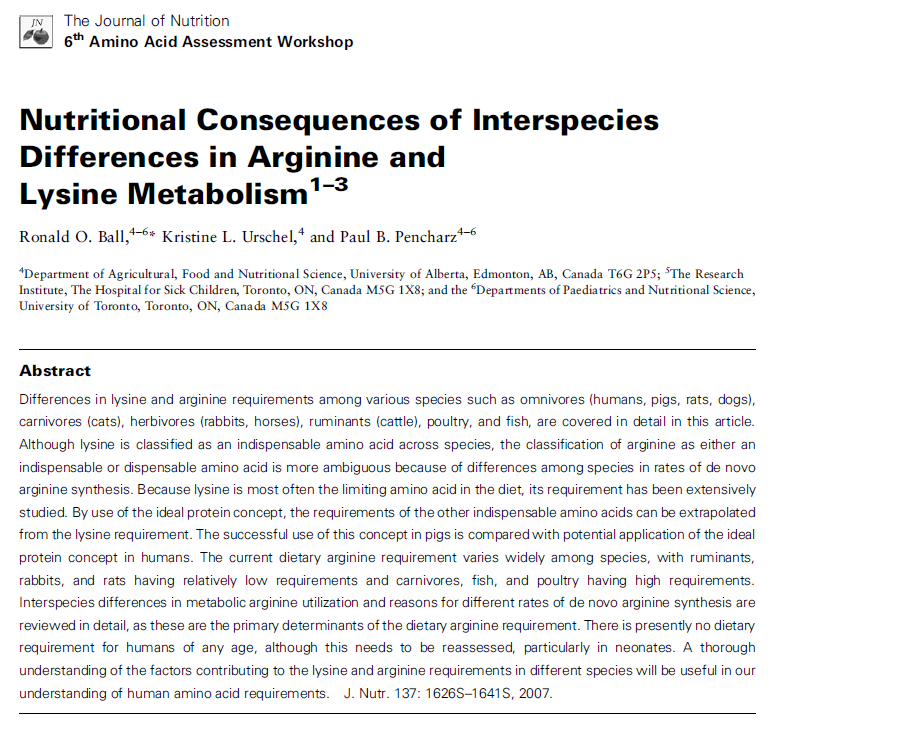 JN
The Journal of Nutrition
6th Amino Acid Assessment Workshop
Nutritional Consequences of Interspecies
Differences in Arginine and
Lysine Metabolism1–3
Ronald O. Ball,4–6* Kristine L. Urschel,4 and Paul B. Pencharz4–6
4Department of Agricultural, Food and Nutritional Science, University of Alberta, Edmonton, AB, Canada T6G 2P5; 5The Research
Institute, The Hospital for Sick Children, Toronto, ON, Canada M5G 1X8; and the 6Departments of Paediatrics and Nutritional Science,
University of Toronto, Toronto, ON, Canada M5G 1X8
Abstract
Differences in lysine and arginine requirements among various species such as omnivores (humans, pigs, rats, dogs),
carnivores (cats), herbivores (rabbits, horses), ruminants (cattle), poultry, and fish, are covered in detail in this article.
Although lysine is classified as an indispensable amino acid across species, the classification of arginine as either an
indispensable or dispensable amino acid is more ambiguous because of differences among species in rates of de novo
arginine synthesis. Because lysine is most often the limiting amino acid in the diet, its requirement has been extensively
studied. By use of the ideal protein concept, the requirements of the other indispensable amino acids can be extrapolated
from the lysine requirement. The successful use of this concept in pigs is compared with potential application of the ideal
protein concept in humans. The current dietary arginine requirement varies widely among species, with ruminants,
rabbits, and rats having relatively low requirements and carnivores, fish, and poultry having high requirements.
Interspecies differences in metabolic arginine utilization and reasons for different rates of de novo arginine synthesis are
reviewed in detail, as these are the primary determinants of the dietary arginine requirement. There is presently no dietary
requirement for humans of any age, although this needs to be reassessed, particularly in neonates. A thorough
understanding of the factors contributing to the lysine and arginine requirements in different species will be useful in our
understanding of human amino acid requirements. J. Nutr. 137: 1626S–1641S, 2007.